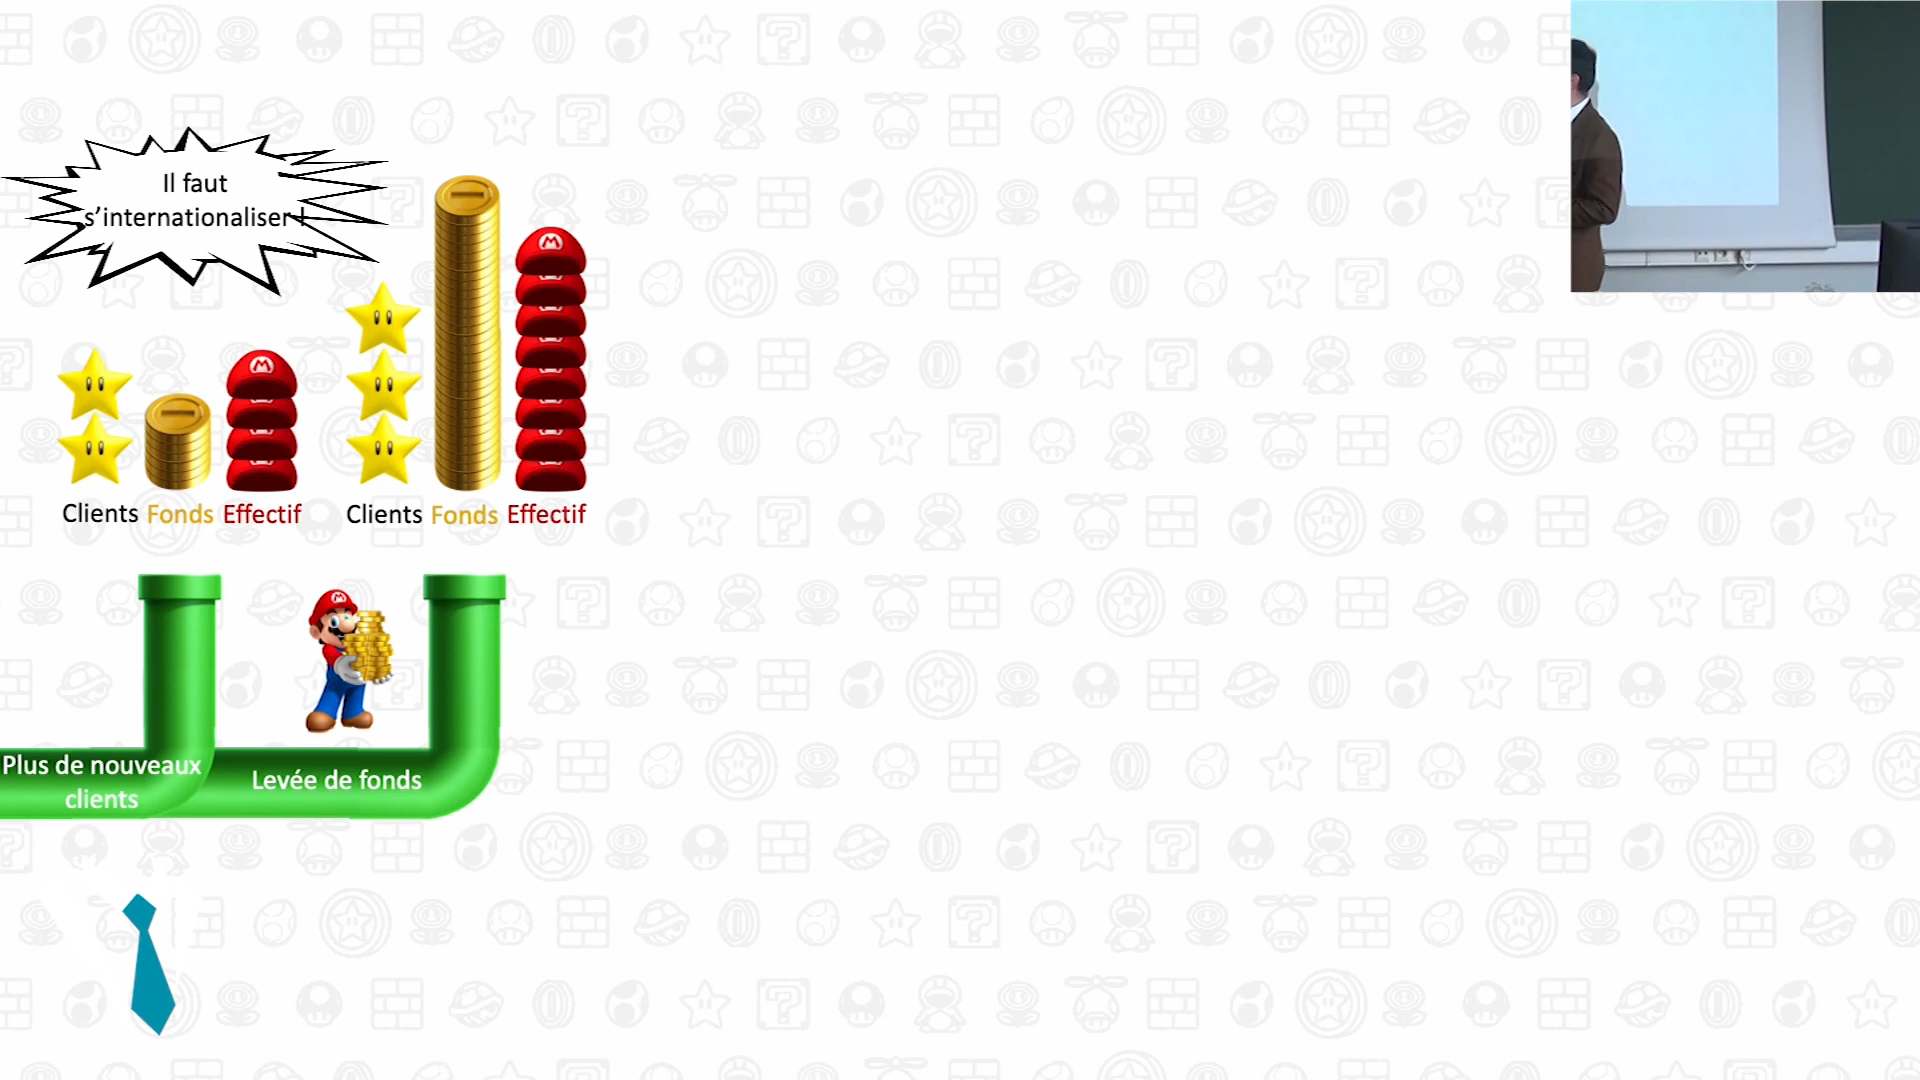 Il faut
s’internationaliser !
Clients Fonds Effectif
Clients Fonds Effectif
Plus de nouveaux
clients
Levée de fonds